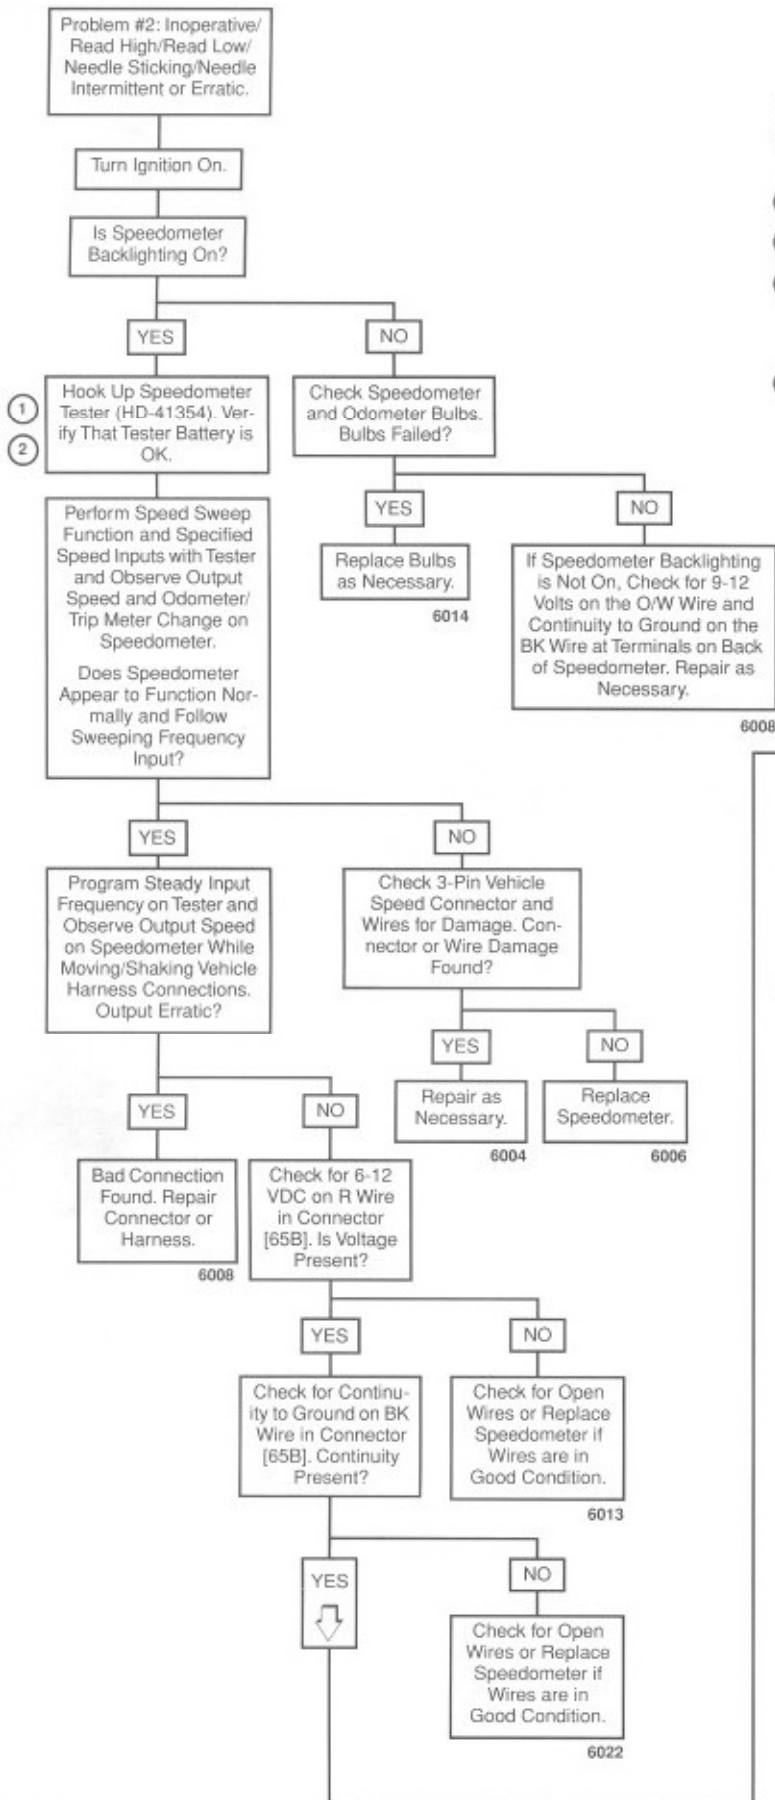 Problem #2: Inoperative/
Read High/Read Low/
Needle Sticking/Needle
Intermittent or Erratic.
Turn Ignition On.
Is Speedometer
Backlighting On?
YES
NO
1
2
Hook Up Speedometer
Tester (HD-41354). Ver-
ify That Tester Battery is
OK.
Check Speedometer
and Odometer Bulbs.
Bulbs Failed?
YES
NO
Replace Bulbs
as Necessary.
6014
If Speedometer Backlighting
is Not On, Check for 9-12
Volts on the O/W Wire and
Continuity to Ground on the
BK Wire at Terminals on Back
of Speedometer. Repair as
Necessary.
6008
Perform Speed Sweep
Function and Specified
Speed Inputs with Tester
and Observe Output
Speed and Odometer/
Trip Meter Change on
Speedometer.
Does Speedometer
Appear to Function Nor-
mally and Follow
Sweeping Frequency
Input?
YES
NO
Program Steady Input
Frequency on Tester and
Observe Output Speed
on Speedometer While
Moving/Shaking Vehicle
Harness Connections.
Output Erratic?
Check 3-Pin Vehicle
Speed Connector and
Wires for Damage. Con-
nector or Wire Damage
Found?
YES
NO
Repair as
Necessary.
6004
Replace
Speedometer.
6006
YES
NO
Bad Connection
Found. Repair
Connector or
Harness.
6008
Check for 6-12
VDC on R Wire
in Connector
[65B]. Is Voltage
Present?
YES
NO
Check for Continu-
ity to Ground on BK
Wire in Connector
[65B]. Continuity
Present?
Check for Open
Wires or Replace
Speedometer if
Wires are in
Good Condition.
6013
YES
NO
Check for Open
Wires or Replace
Speedometer if
Wires are in
Good Condition.
6022